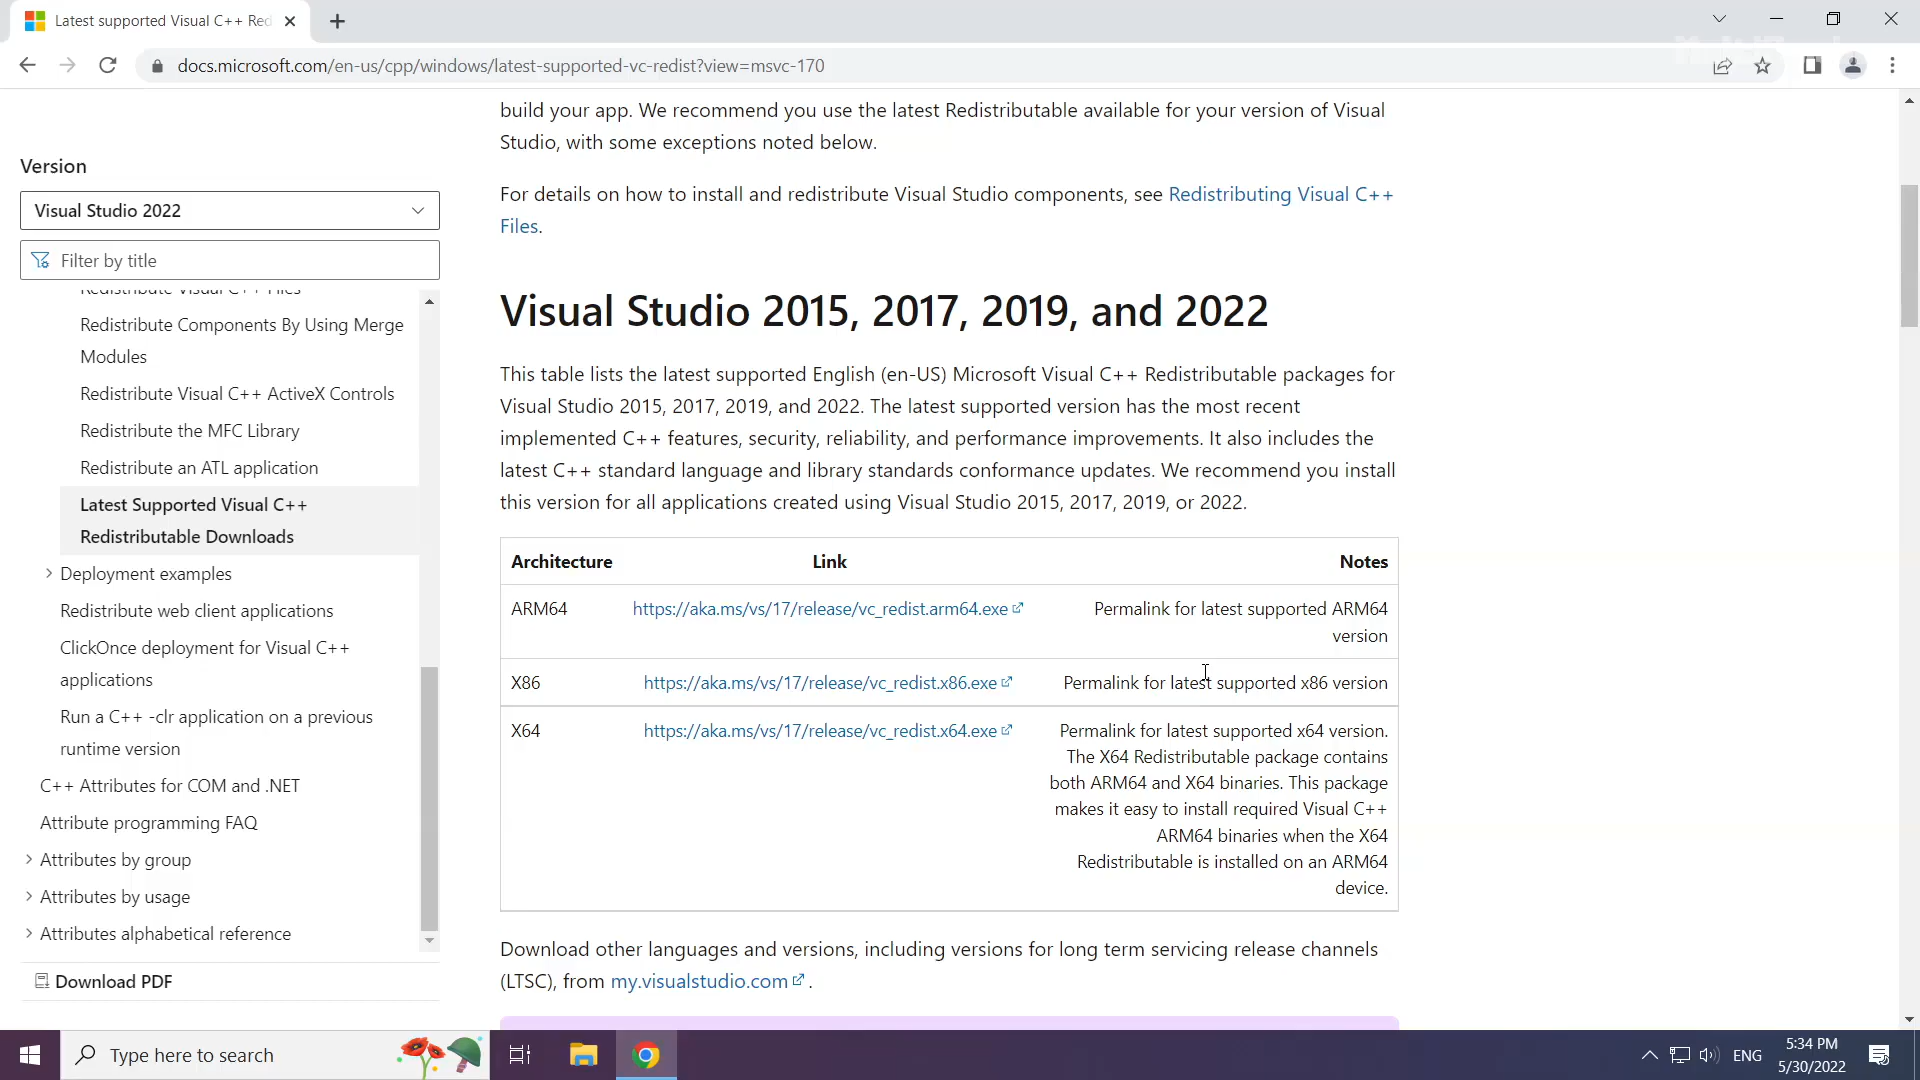 Latest supported Visual C++ Red
docs.microsoft.com/en-us/cpp/windows/latest-supported-vc-redist?view=msvc-170
Version
Visual Studio 2022
Filter by title
Redistribute Visual C++ Files
Redistribute Components By Using Merge
Modules
Redistribute Visual C++ ActiveX Controls
Redistribute the MFC Library
Redistribute an ATL application
Latest Supported Visual C++
Redistributable Downloads
Deployment examples
Redistribute web client applications
ClickOnce deployment for Visual C++
applications
Run a C++ -clr application on a previous
runtime version
C++ Attributes for COM and .NET
Attribute programming FAQ
Attributes by group
Attributes by usage
Attributes alphabetical reference
Download PDF
build your app. We recommend you use the latest Redistributable available for your version of Visual
Studio, with some exceptions noted below.
For details on how to install and redistribute Visual Studio components, see Redistributing Visual C++
Files.
Visual Studio 2015, 2017, 2019, and 2022
This table lists the latest supported English (en-US) Microsoft Visual C++ Redistributable packages for
Visual Studio 2015, 2017, 2019, and 2022. The latest supported version has the most recent
implemented C++ features, security, reliability, and performance improvements. It also includes the
latest C++ standard language and library standards conformance updates. We recommend you install
this version for all applications created using Visual Studio 2015, 2017, 2019, or 2022.
Architecture Link Notes
ARM64 https://aka.ms/vs/17/release/vc_redist.arm64.exe Permalink for latest supported ARM64
version
X86 https://aka.ms/vs/17/release/vc_redist.x86.exe Permalink for latest supported x86 version
X64 https://aka.ms/vs/17/release/vc_redist.x64.exe Permalink for latest supported x64 version.
The X64 Redistributable package contains
both ARM64 and X64 binaries. This package
makes it easy to install required Visual C++
ARM64 binaries when the X64
Redistributable is installed on an ARM64
device.
Download other languages and versions, including versions for long term servicing release channels
(LTSC), from my.visualstudio.com .
Type here to search
ENG
5:34 PM
5/30/2022